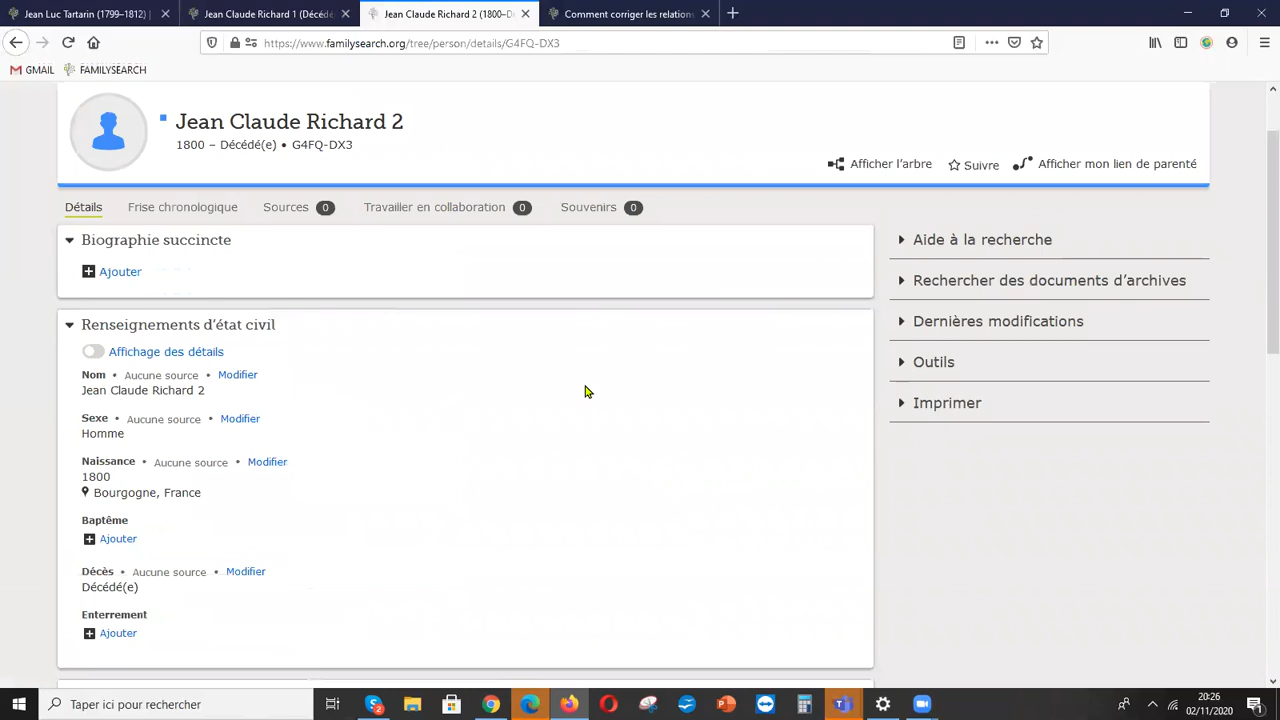 Jean Luc Tartarin (1799–1812)
Jean Claude Richard 1 (Décédé
Jean Claude Richard 2 (1800–D
Comment corriger les relation
https://www.familysearch.org/tree/person/details/G4FQ-DX3
GMAIL FAMILYSEARCH
Jean Claude Richard 2
1800 – Décédé(e) • G4FQ-DX3
Afficher l'arbre Suivre Afficher mon lien de parenté
Détails Frise chronologique Sources 0 Travailler en collaboration 0 Souvenirs 0
Biographie succincte
Ajouter
Renseignements d'état civil
Affichage des détails
Nom • Aucune source • Modifier
Jean Claude Richard 2
Sexe • Aucune source • Modifier
Homme
Naissance • Aucune source • Modifier
1800
Bourgogne, France
Baptême
Ajouter
Décès • Aucune source • Modifier
Décédé(e)
Enterrement
Ajouter
Aide à la recherche
Rechercher des documents d'archives
Dernières modifications
Outils
Imprimer
Taper ici pour rechercher
20:26
02/11/2020